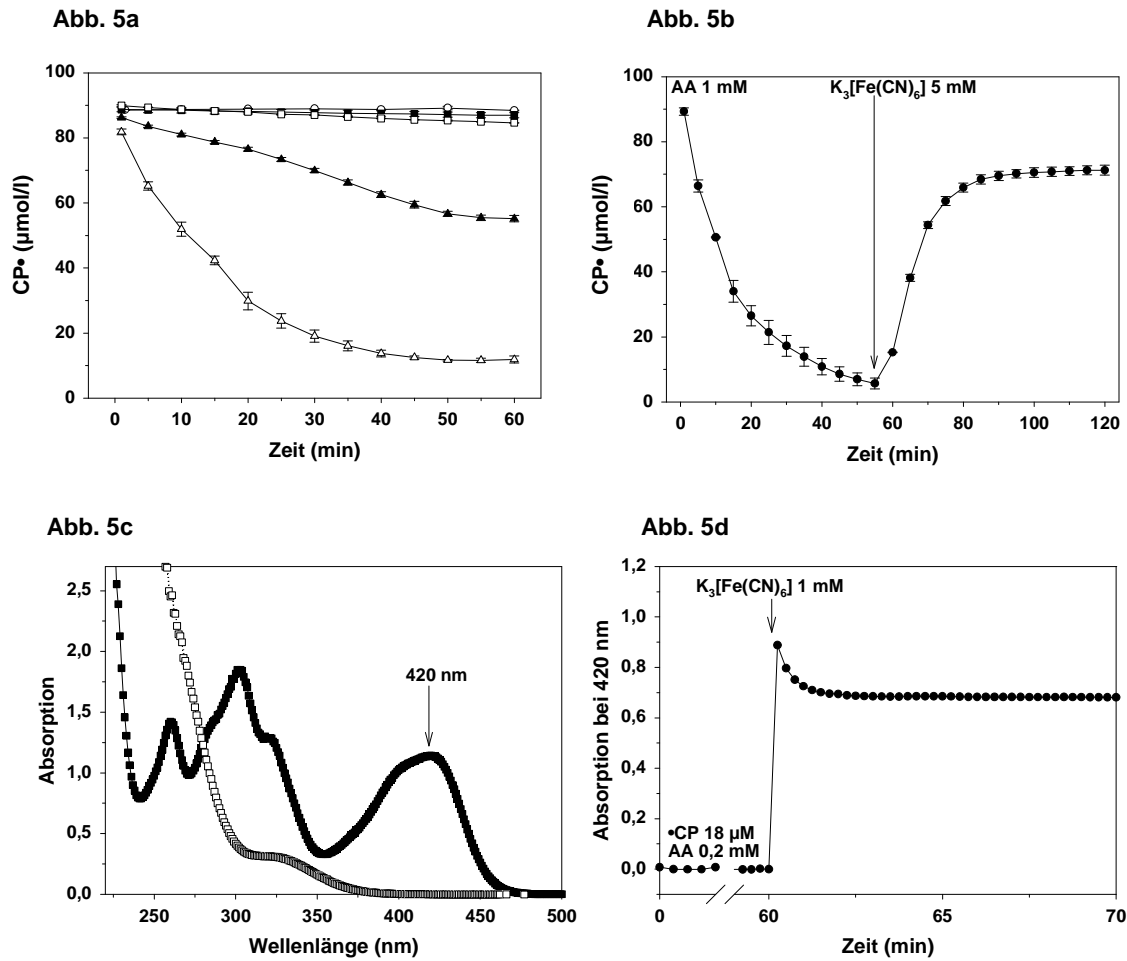 Abb. 5a
100
80
60
40
20
0
CP• (µmol/l)
0 10 20 30 40 50 60
Zeit (min)
Abb. 5b
100
80
60
40
20
0
CP• (µmol/l)
AA 1 mM
K3[Fe(CN)6] 5 mM
0 20 40 60 80 100 120
Zeit (min)
Abb. 5c
2,5
2,0
1,5
1,0
0,5
0,0
Absorption
420 nm
250 300 350 400 450 500
Wellenlänge (nm)
Abb. 5d
1,2
1,0
0,8
0,6
0,4
0,2
0,0
Absorption bei 420 nm
K3[Fe(CN)6] 1 mM
•CP 18 µM
AA 0,2 mM
0 60 65 70
Zeit (min)